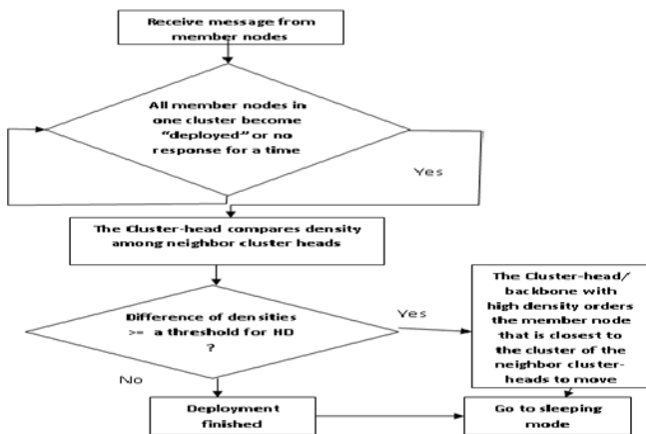 Receive message from
member nodes
All member nodes in
one cluster become
"deployed" or no
response for a time
Yes
The Cluster-head compares density
among neighbor cluster heads
Difference of densities
>= a threshold for HD
?
Yes
The Cluster-head/
backbone with
high density orders
the member node
that is closest to
the cluster of the
neighbor cluster-
heads to move
No
Deployment
finished
Go to sleeping
mode